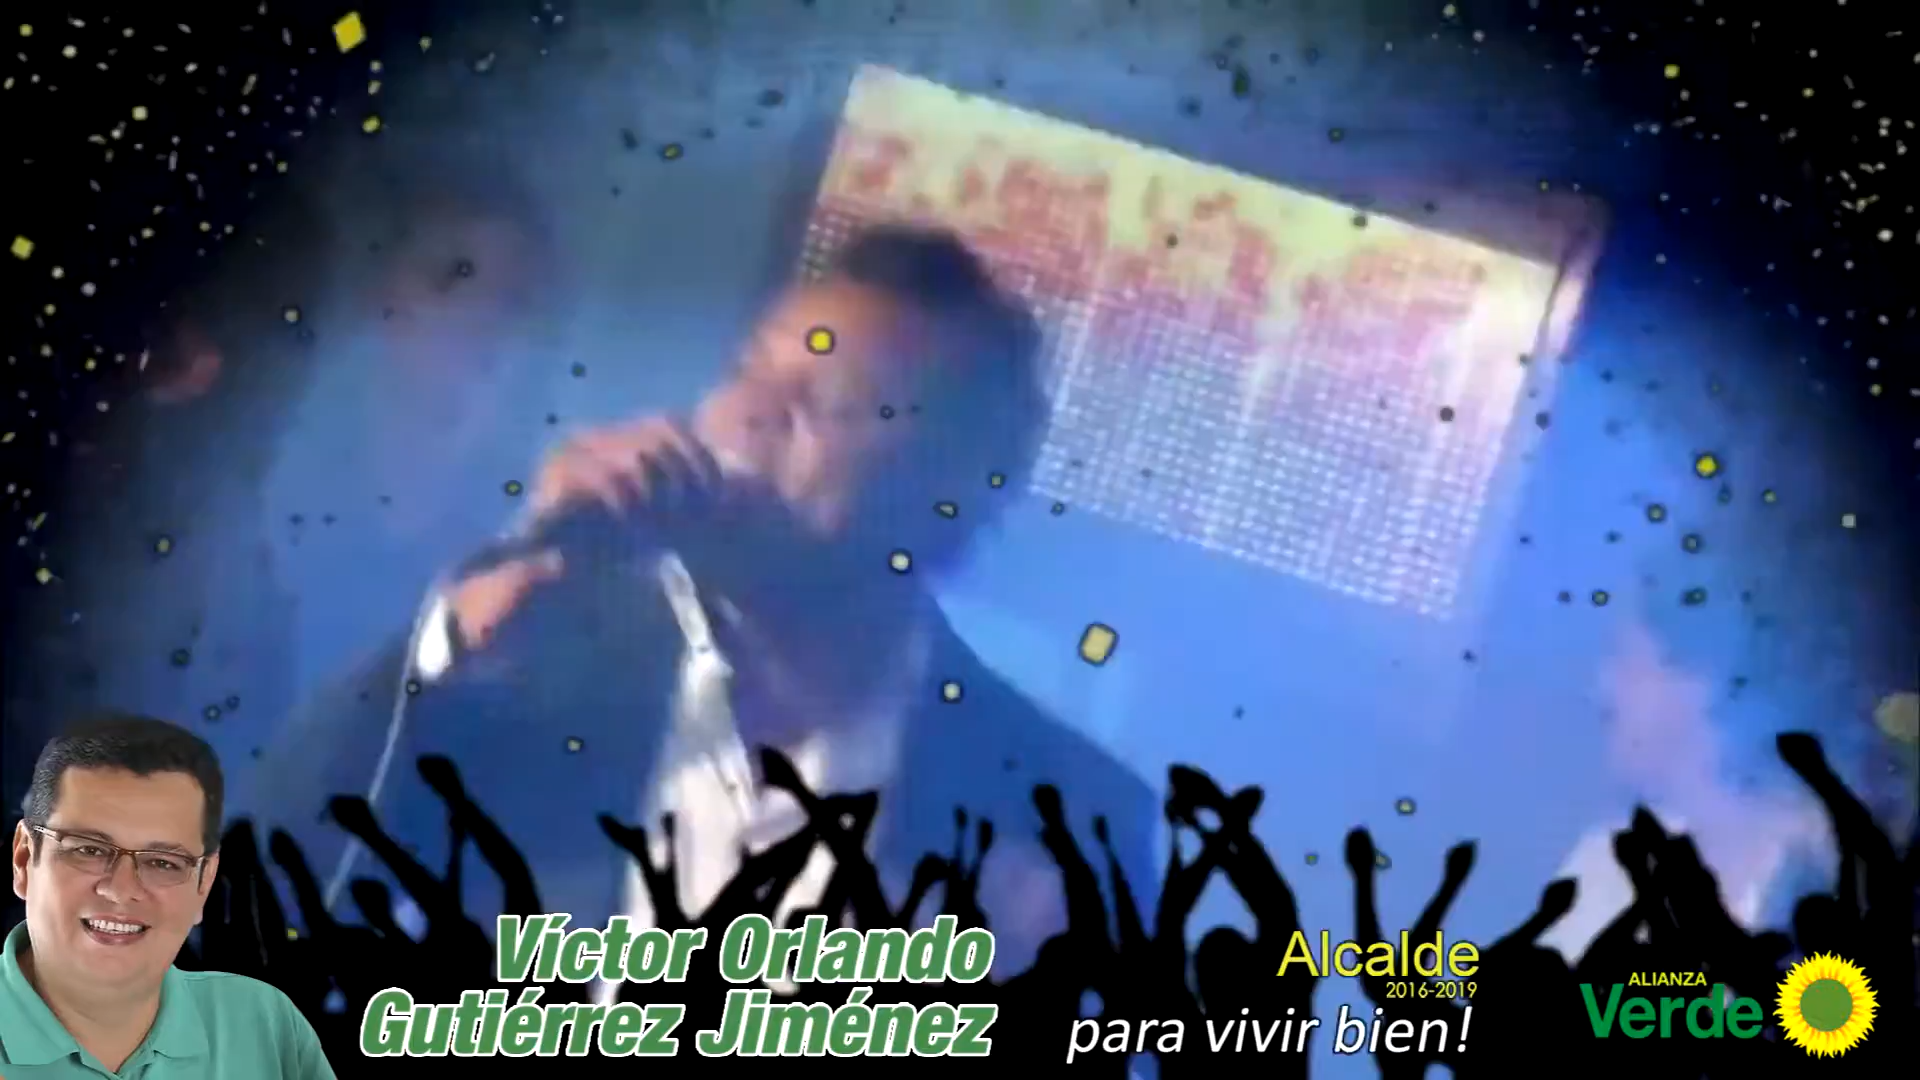 Víctor Orlando
Gutiérrez Jiménez
Alcalde
2016-2019
para vivir bien!
ALIANZA
Verde